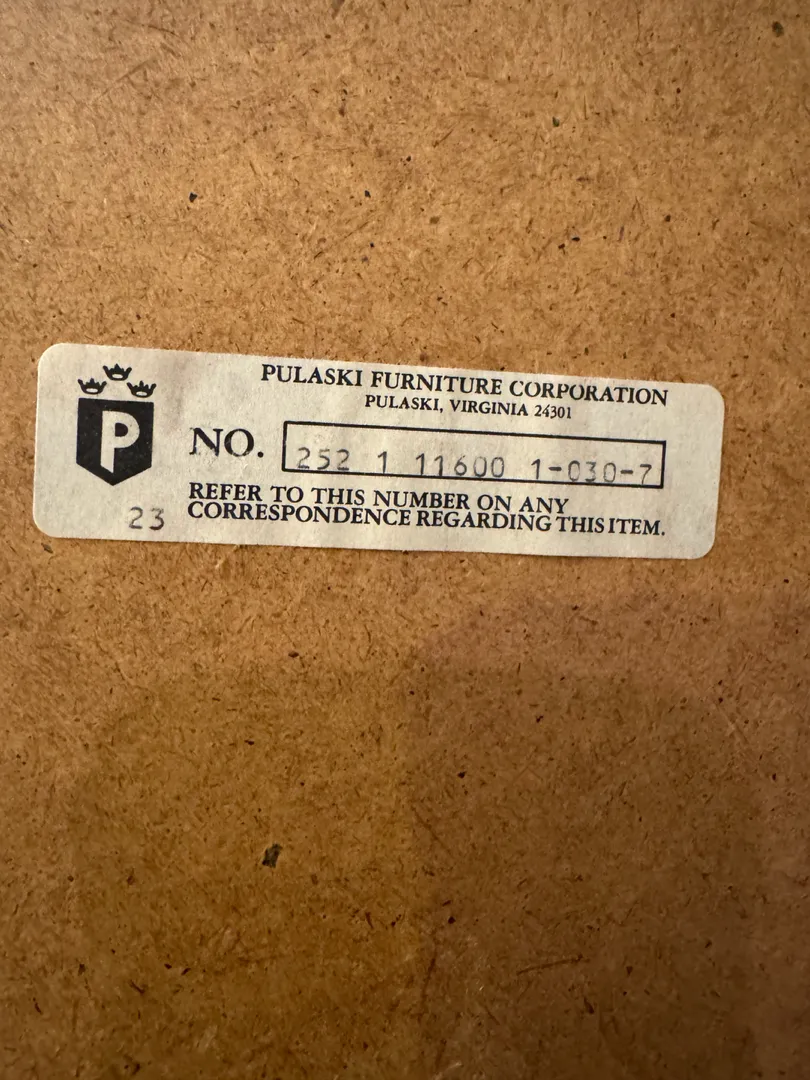 PULASKI FURNITURE CORPORATION
PULASKI, VIRGINIA 24301
P
NO. 252 1 11600 1-030-7
REFER TO THIS NUMBER ON ANY
CORRESPONDENCE REGARDING THIS ITEM.
23